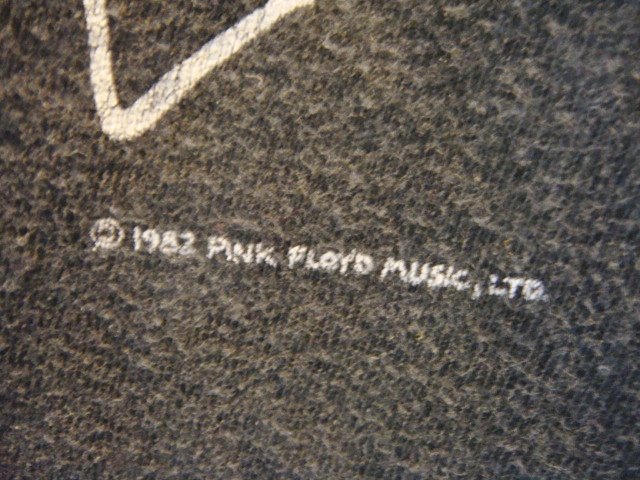 © 1982 PINK FLOYD MUSIC, LTD.